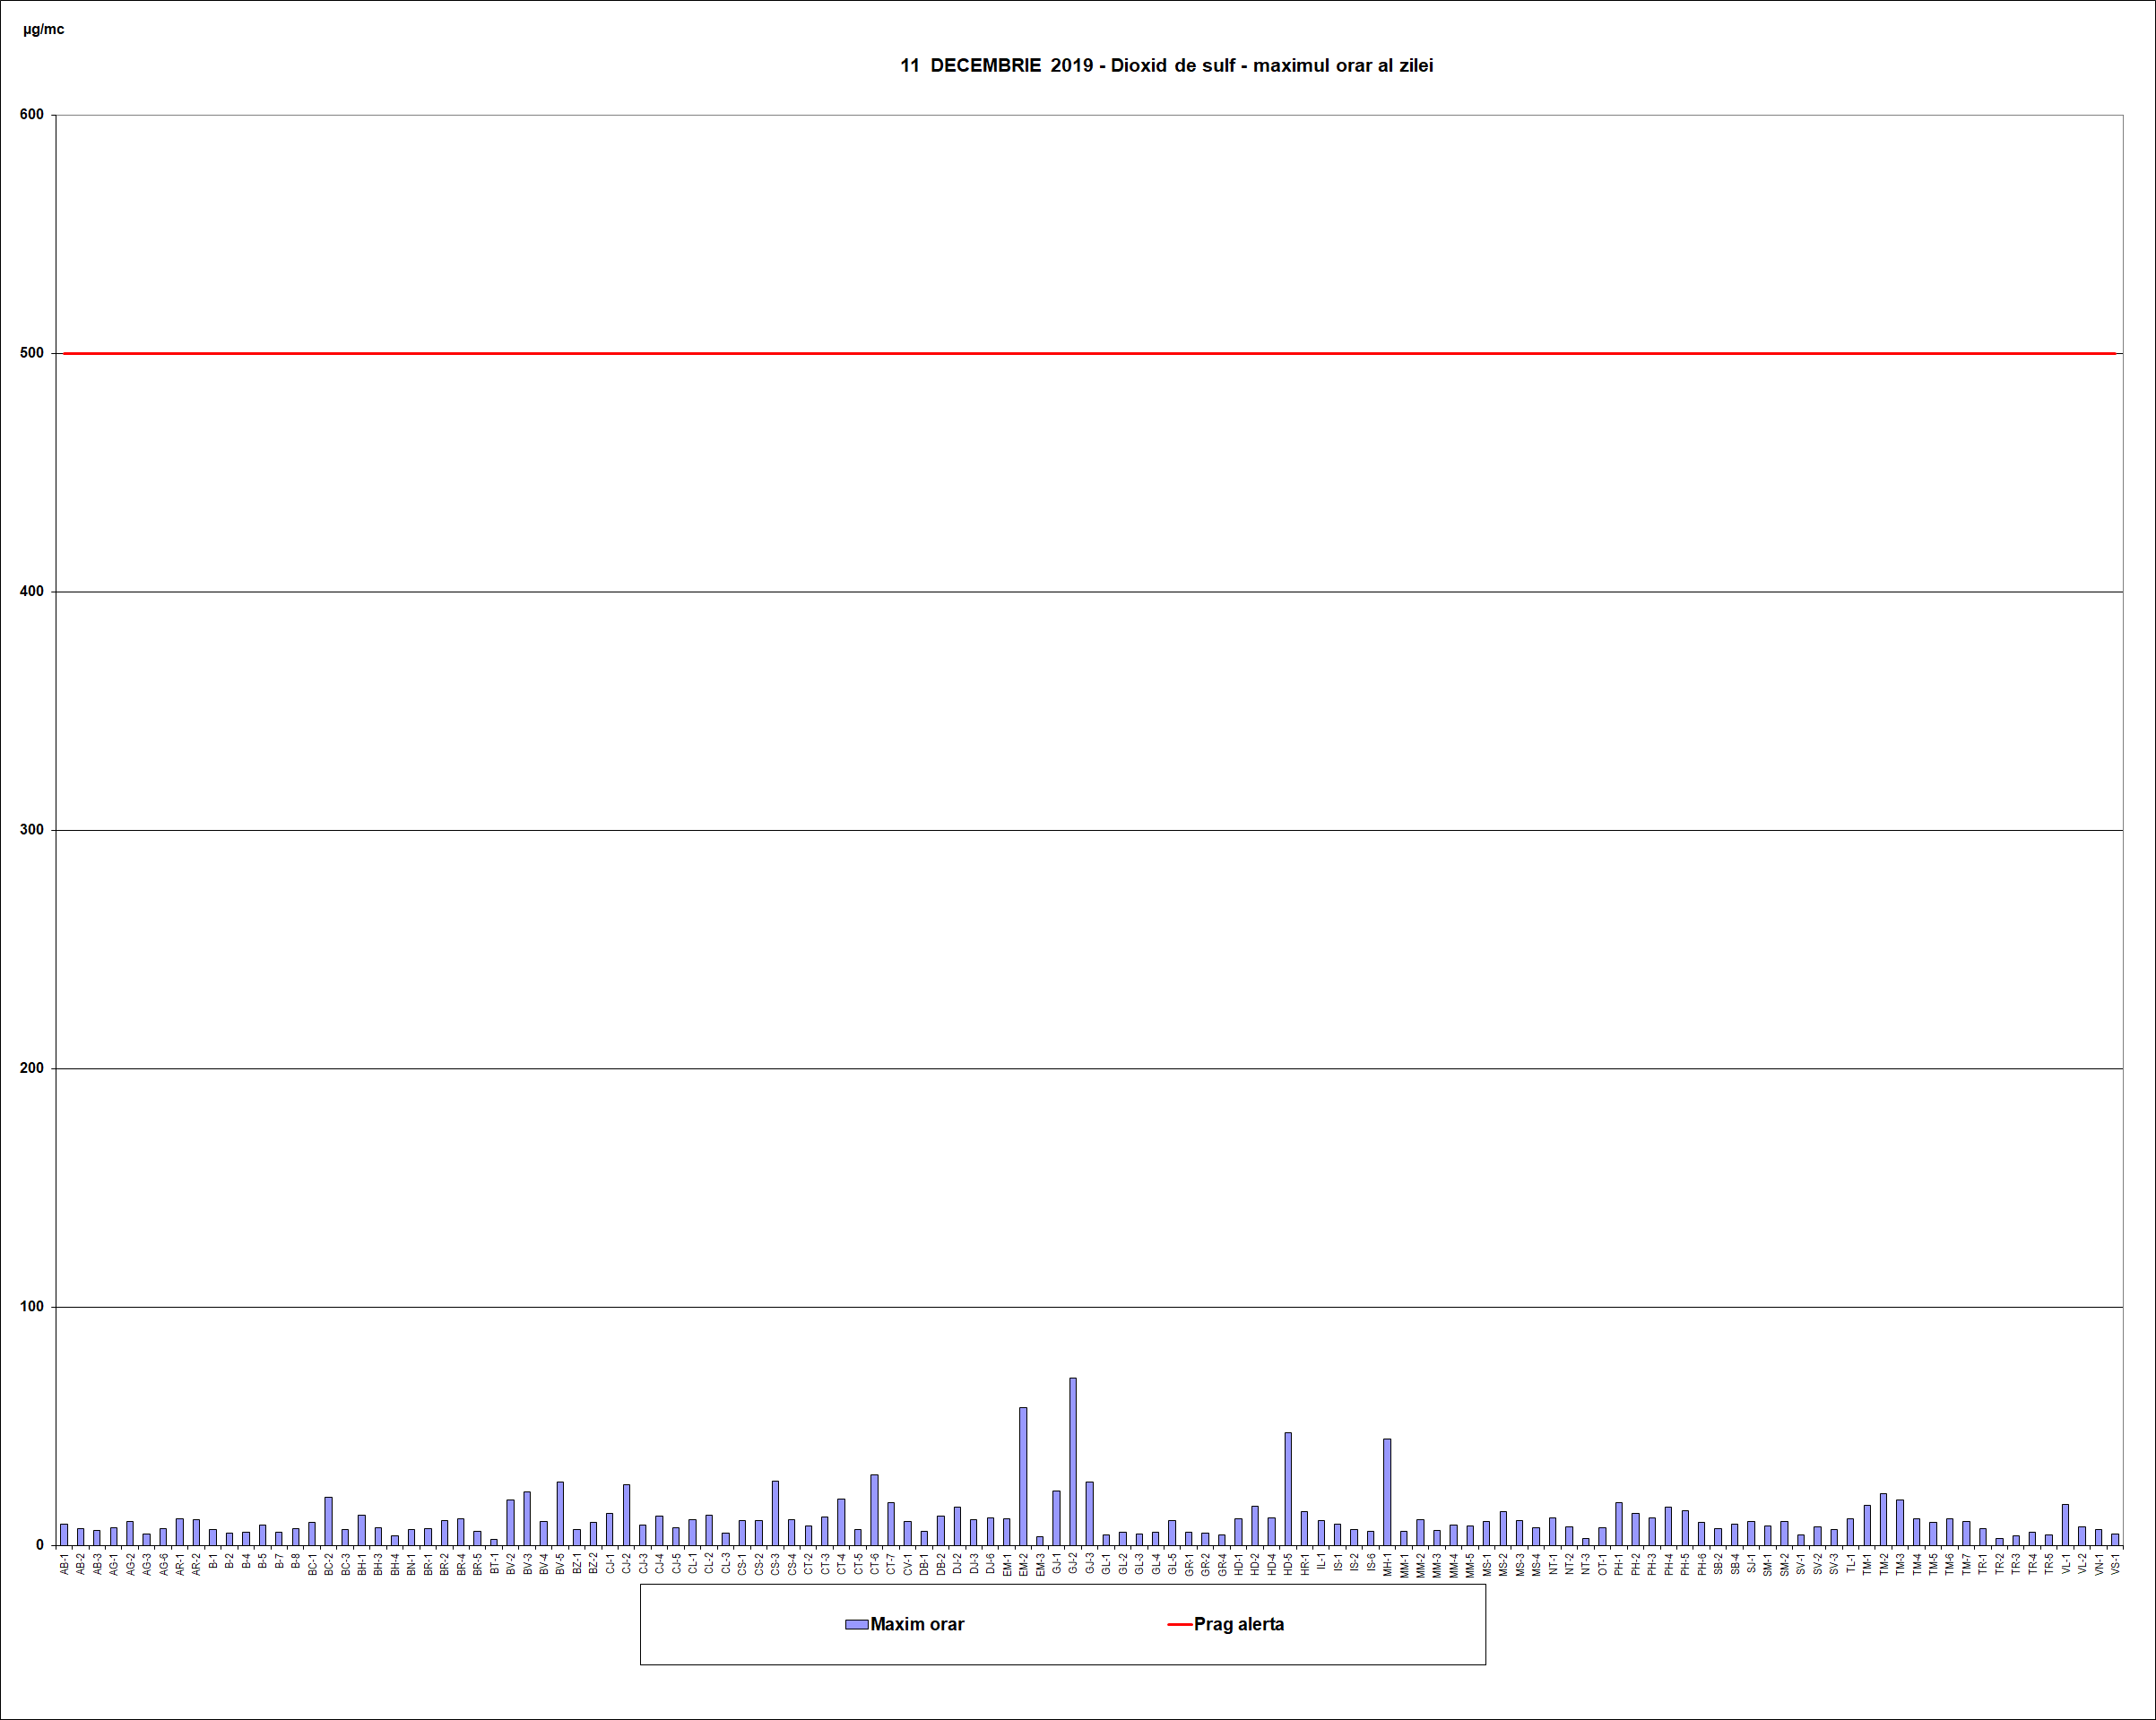 µg/mc
11 DECEMBRIE 2019 - Dioxid de sulf - maximul orar al zilei
600
500
400
300
200
100
0
AB-1 AB-2 AB-3 AG-1 AG-2 AG-3 AG-6 AR-1 AR-2 B-1 B-2 B-4 B-5 B-7 B-8 BC-1 BC-2 BC-3 BH-1 BH-3 BH-4 BN-1 BR-1 BR-2 BR-4 BR-5 BT-1 BV-2 BV-3 BV-4 BV-5 BZ-1 BZ-2 CJ-1 CJ-2 CJ-3 CJ-4 CJ-5 CL-1 CL-2 CL-3 CS-1 CS-2 CS-3 CS-4 CT-2 CT-3 CT-4 CT-5 CT-6 CT-7 CV-1 DB-1 DB-2 DJ-2 DJ-3 DJ-6 EM-1 EM-2 EM-3 GJ-1 GJ-2 GJ-3 GL-1 GL-2 GL-3 GL-4 GL-5 GR-1 GR-2 GR-4 HD-1 HD-2 HD-4 HD-5 HR-1 IL-1 IS-1 IS-2 IS-6 MH-1 MM-1 MM-2 MM-3 MM-4 MM-5 MS-1 MS-2 MS-3 MS-4 NT-1 NT-2 NT-3 OT-1 PH-1 PH-2 PH-3 PH-4 PH-5 PH-6 SB-2 SB-4 SJ-1 SM-1 SM-2 SV-1 SV-2 SV-3 TL-1 TM-1 TM-2 TM-3 TM-4 TM-5 TM-6 TM-7 TR-1 TR-2 TR-3 TR-4 TR-5 VL-1 VL-2 VN-1 VS-1
Maxim orar Prag alerta